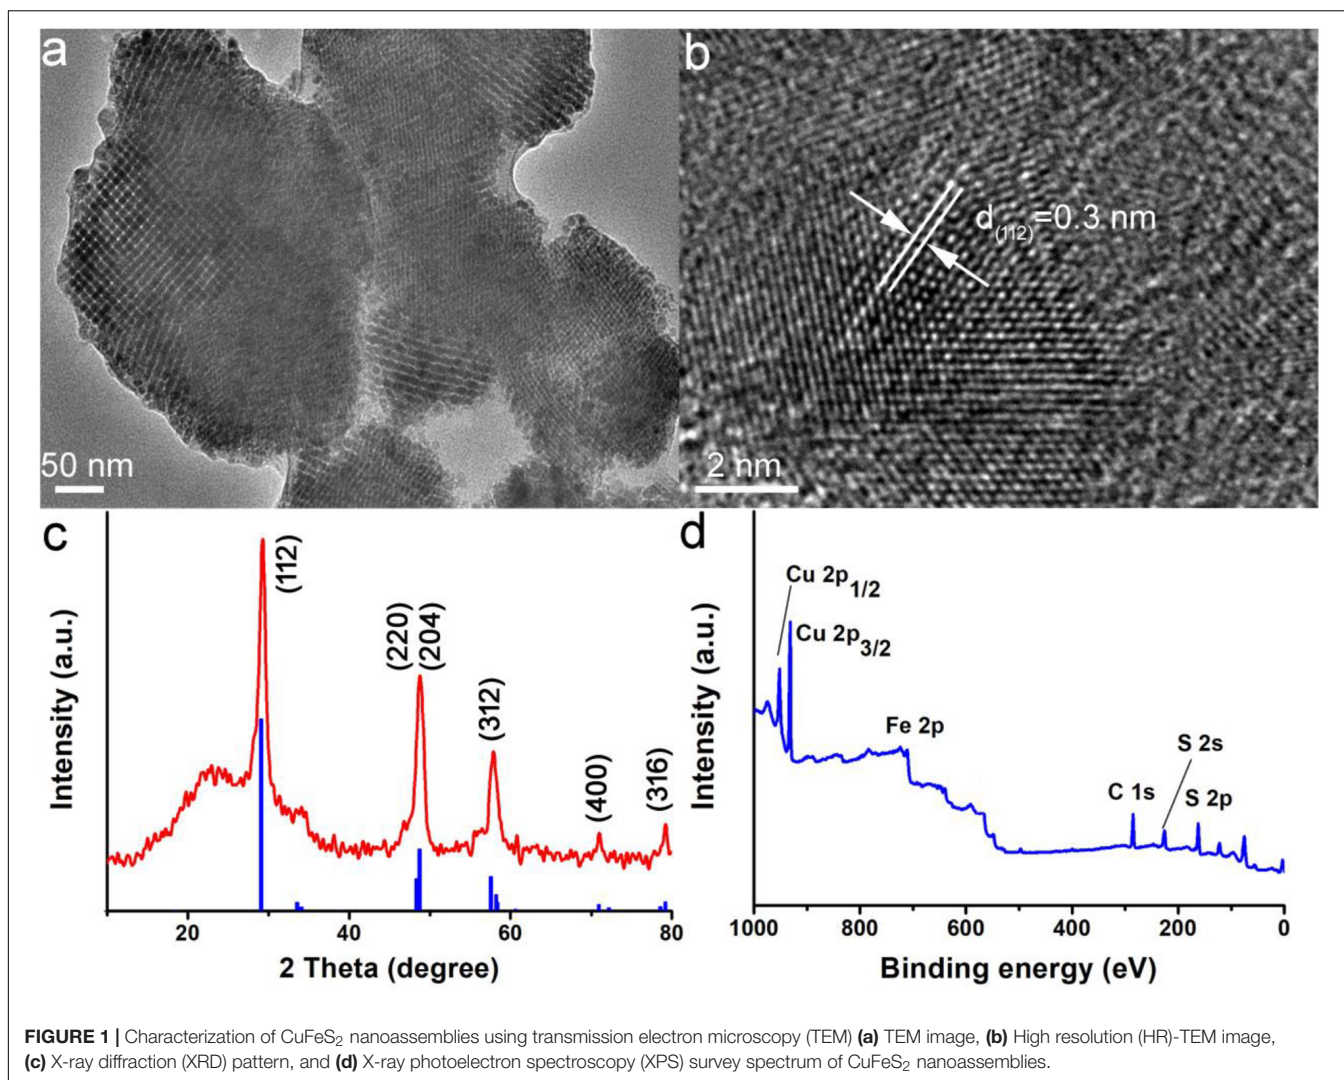 a
50 nm
b
d(112)=0.3 nm
2 nm
c
(112)
(220)
(204)
(312)
(400)
(316)
Intensity (a.u.)
20 40 60 80
2 Theta (degree)
d
Cu 2p1/2
Cu 2p3/2
Fe 2p
C 1s
S 2s
S 2p
Intensity (a.u.)
1000 800 600 400 200 0
Binding energy (eV)
FIGURE 1 | Characterization of CuFeS2 nanoassemblies using transmission electron microscopy (TEM) (a) TEM image, (b) High resolution (HR)-TEM image,
(c) X-ray diffraction (XRD) pattern, and (d) X-ray photoelectron spectroscopy (XPS) survey spectrum of CuFeS2 nanoassemblies.